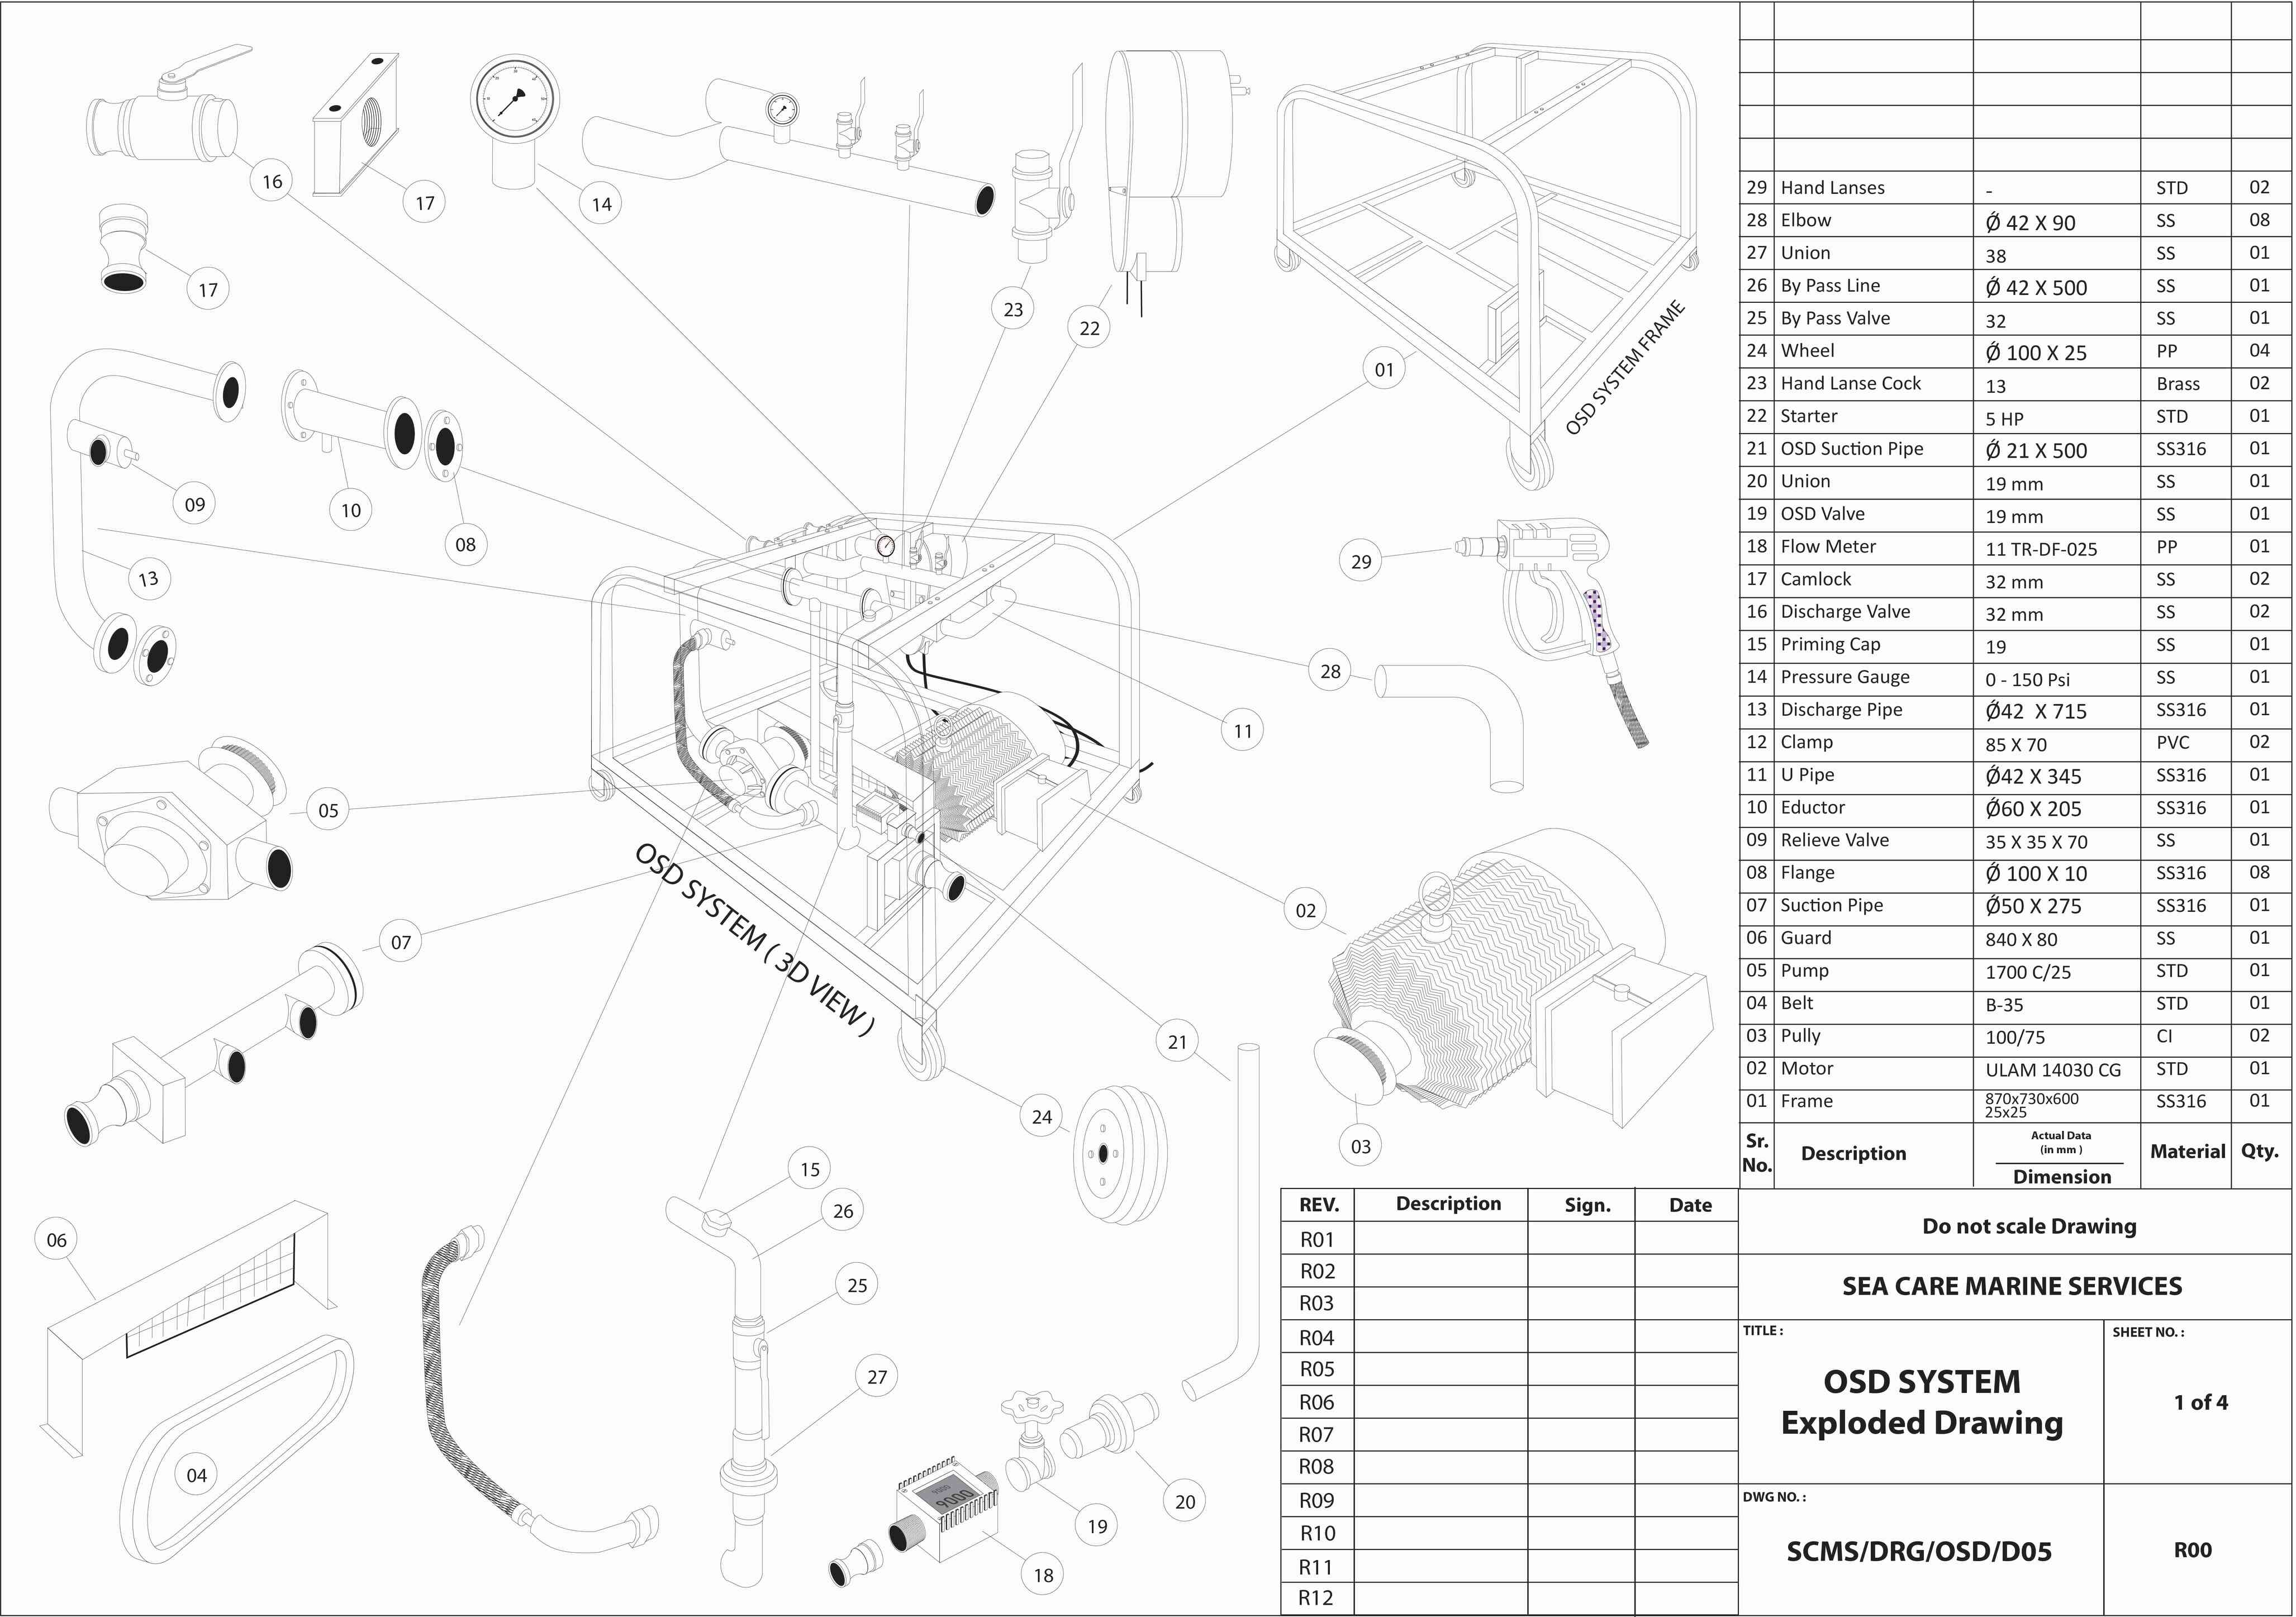 16
17
14
17
23
22
01
OSD SYSTEM FRAME
09
10
08
13
29
28
11
05
02
07
OSD SYSTEM ( 3D VIEW )
21
24
03
15
26
06
25
27
04
20
19
18
9000
9000
29 Hand Lanses - STD 02
28 Elbow Ǿ 42 X 90 SS 08
27 Union 38 SS 01
26 By Pass Line Ǿ 42 X 500 SS 01
25 By Pass Valve 32 SS 01
24 Wheel Ǿ 100 X 25 PP 04
23 Hand Lanse Cock 13 Brass 02
22 Starter 5 HP STD 01
21 OSD Suction Pipe Ǿ 21 X 500 SS316 01
20 Union 19 mm SS 01
19 OSD Valve 19 mm SS 01
18 Flow Meter 11 TR-DF-025 PP 01
17 Camlock 32 mm SS 02
16 Discharge Valve 32 mm SS 02
15 Priming Cap 19 SS 01
14 Pressure Gauge 0 - 150 Psi SS 01
13 Discharge Pipe Ǿ42 X 715 SS316 01
12 Clamp 85 X 70 PVC 02
11 U Pipe Ǿ42 X 345 SS316 01
10 Eductor Ǿ60 X 205 SS316 01
09 Relieve Valve 35 X 35 X 70 SS 01
08 Flange Ǿ 100 X 10 SS316 08
07 Suction Pipe Ǿ50 X 275 SS316 01
06 Guard 840 X 80 SS 01
05 Pump 1700 C/25 STD 01
04 Belt B-35 STD 01
03 Pully 100/75 CI 02
02 Motor ULAM 14030 CG STD 01
01 Frame 870x730x600 SS316 01
25x25
Sr. No. Description Actual Data (in mm ) Dimension Material Qty.
REV. Description Sign. Date
R01
R02
R03
R04
R05
R06
R07
R08
R09
R10
R11
R12
Do not scale Drawing
SEA CARE MARINE SERVICES
TITLE :
OSD SYSTEM
Exploded Drawing
SHEET NO. :
1 of 4
DWG NO. :
SCMS/DRG/OSD/D05
R00